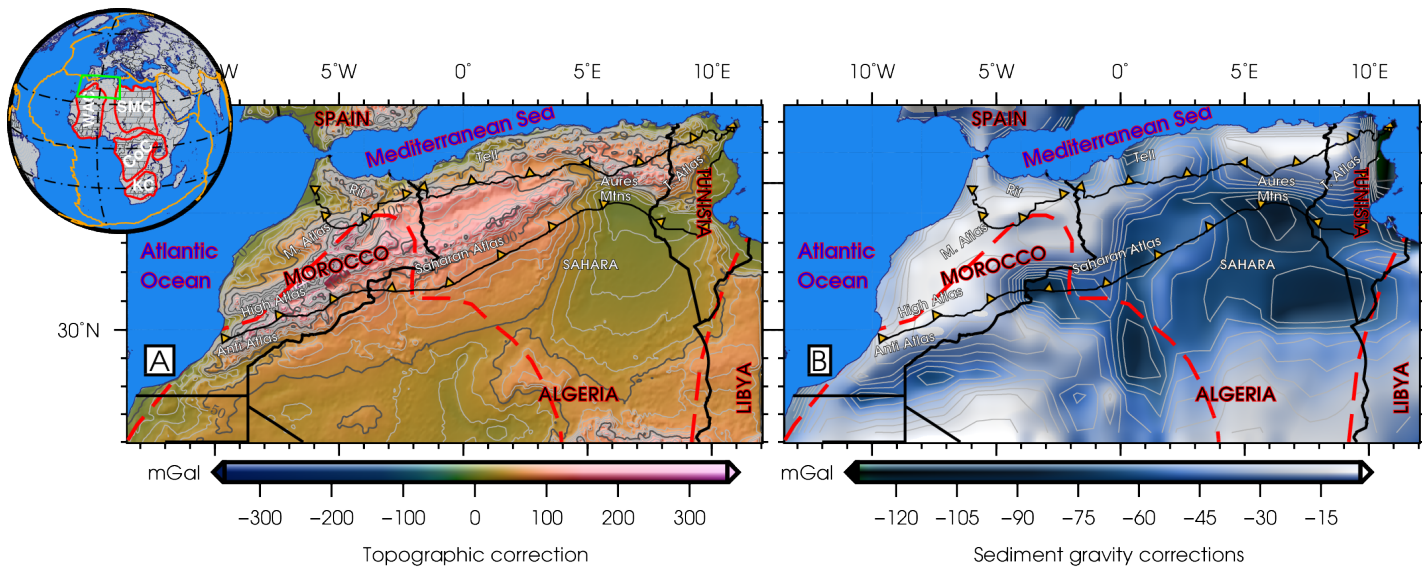 W 5°W 0° 5°E 10°E
10°W 5°W 0° 5°E 10°E
SMC
CoC
KC
SPAIN
Mediterranean Sea
Tell
Rif
Aures
Mtns
T. Atlas
TUNISIA
Atlantic
Ocean
M. Atlas
MOROCCO
Saharan Atlas
SAHARA
High Atlas
30°N
Anti Atlas
A
ALGERIA
LIBYA
SPAIN
Mediterranean Sea
Tell
Rif
Aures
Mtns
T. Atlas
TUNISIA
Atlantic
Ocean
M. Atlas
MOROCCO
Saharan Atlas
SAHARA
High Atlas
Anti Atlas
B
ALGERIA
LIBYA
mGal
−300 −200 −100 0 100 200 300
Topographic correction
mGal
−120 −105 −90 −75 −60 −45 −30 −15
Sediment gravity corrections